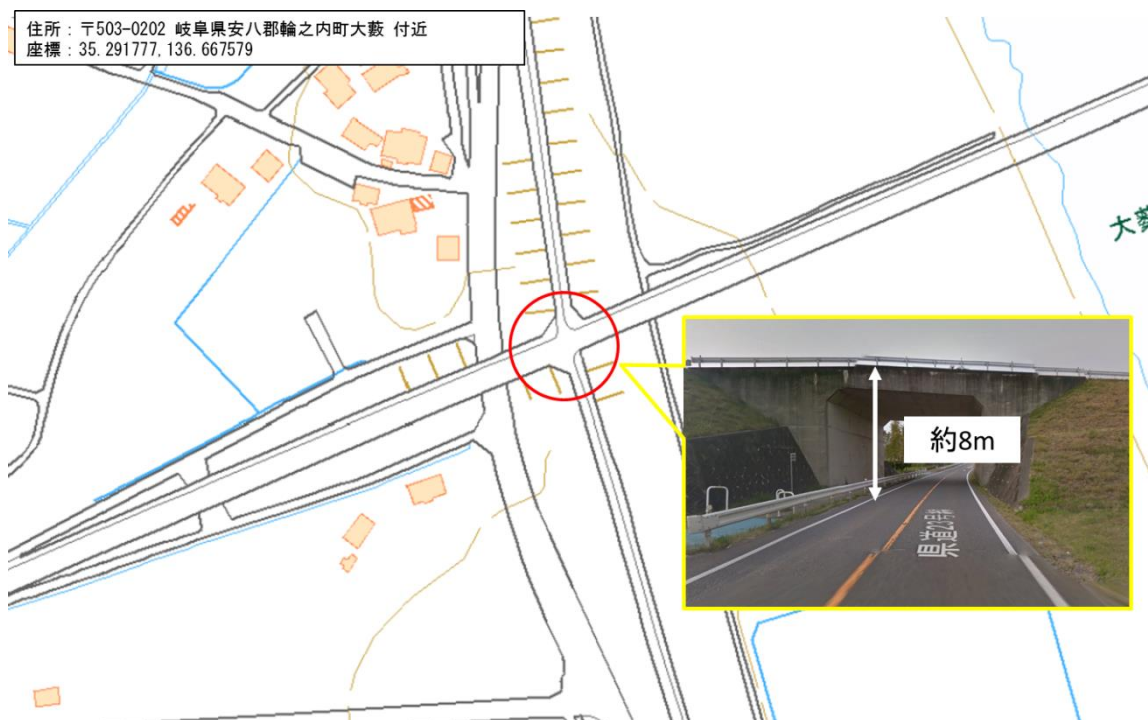 住所：〒503-0202 岐阜県安八郡輪之内町大藪 付近
座標：35.291777,136.667579
大藪
約8m
県道23号線